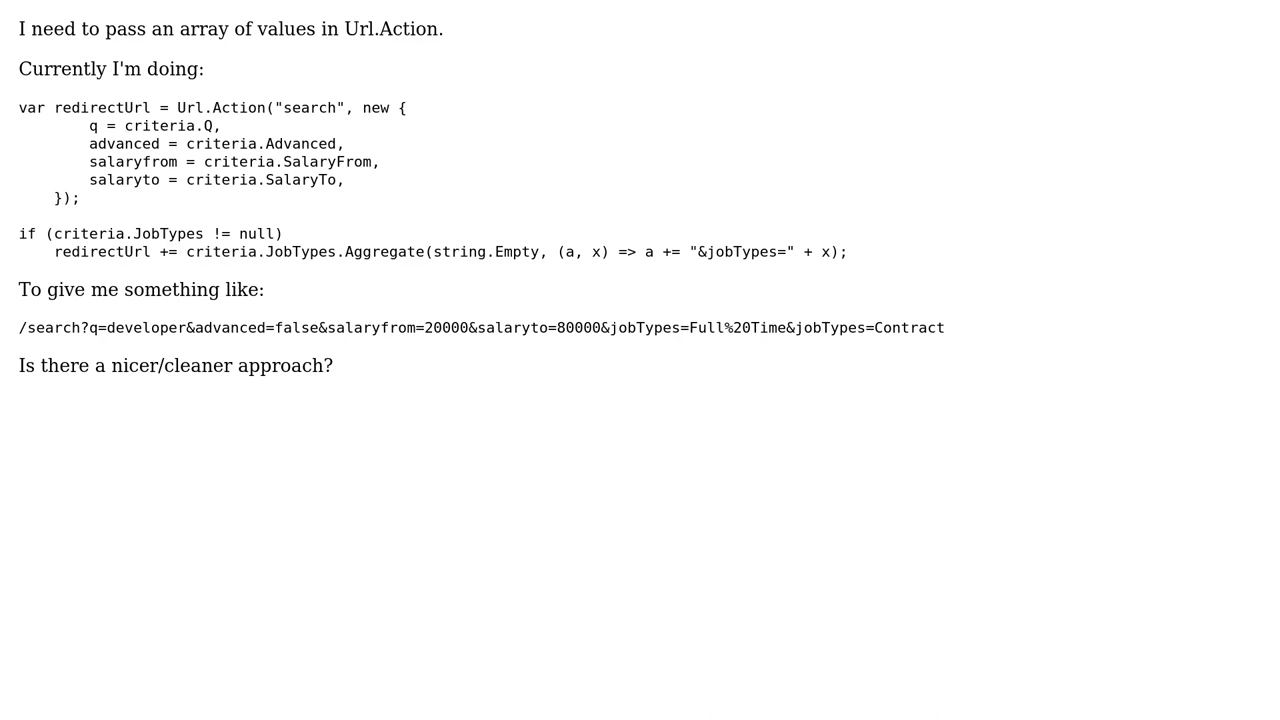 I need to pass an array of values in Url.Action.
Currently I'm doing:
var redirectUrl = Url.Action("search", new {
        q = criteria.Q,
        advanced = criteria.Advanced,
        salaryfrom = criteria.SalaryFrom,
        salaryto = criteria.SalaryTo,
    });
if (criteria.JobTypes != null)
    redirectUrl += criteria.JobTypes.Aggregate(string.Empty, (a, x) => a += "&jobTypes=" + x);
To give me something like:
/search?q=developer&advanced=false&salaryfrom=20000&salaryto=80000&jobTypes=Full%20Time&jobTypes=Contract
Is there a nicer/cleaner approach?